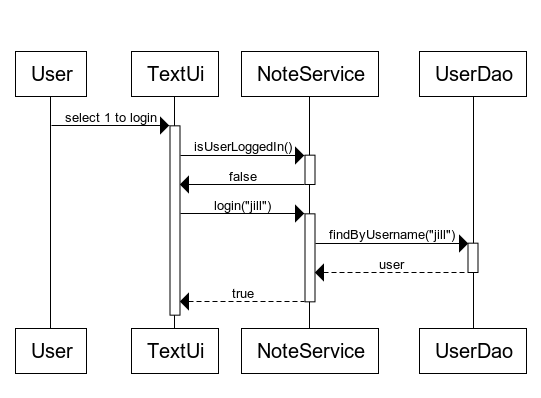 User
TextUi
NoteService
UserDao
select 1 to login
isUserLoggedIn()
false
login("jill")
findByUsername("jill")
user
true
User
TextUi
NoteService
UserDao